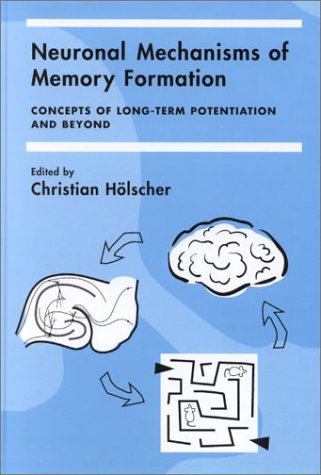 Neuronal Mechanisms of
Memory Formation
CONCEPTS OF LONG-TERM POTENTIATION
AND BEYOND
Edited by
Christian Hölscher